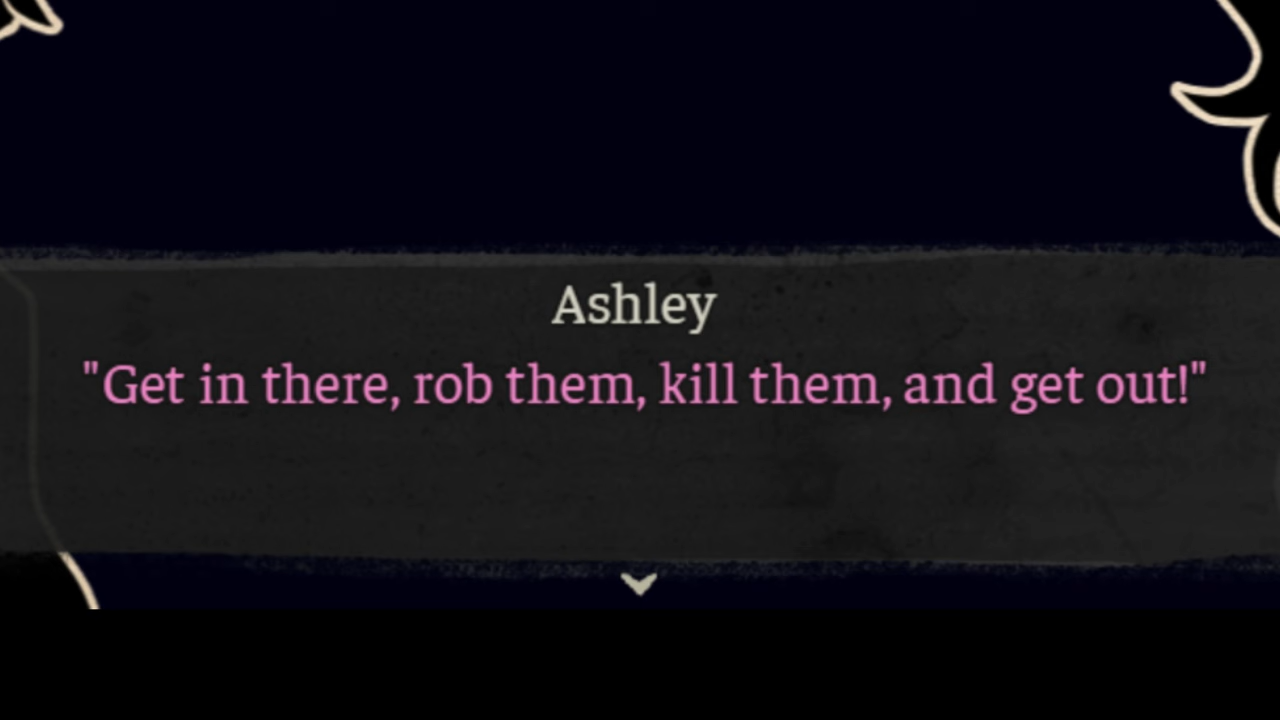 Ashley
"Get in there, rob them, kill them, and get out!"